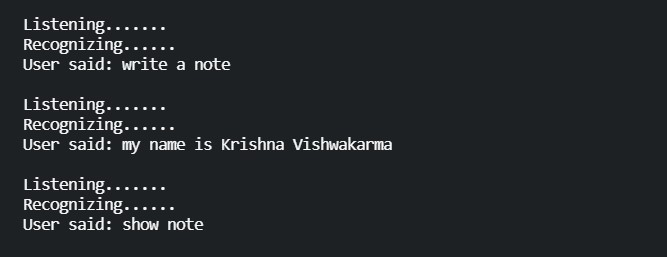 Listening.......
Recognizing......
User said: write a note
Listening.......
Recognizing......
User said: my name is Krishna Vishwakarma
Listening.......
Recognizing......
User said: show note